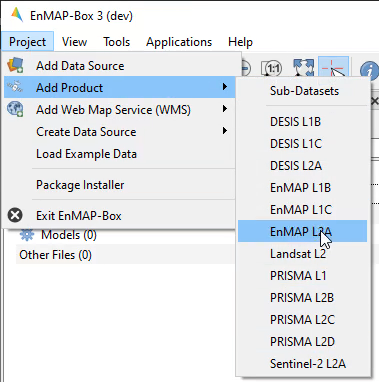 EnMAP-Box 3 (dev)
Project View Tools Applications Help
Add Data Source
Add Product
Add Web Map Service (WMS)
Create Data Source
Load Example Data
Package Installer
Exit EnMAP-Box
Models (0)
Other Files (0)
1:1
Sub-Datasets
DESIS L1B
DESIS L1C
DESIS L2A
EnMAP L1B
EnMAP L1C
EnMAP L2A
Landsat L2
PRISMA L1
PRISMA L2B
PRISMA L2C
PRISMA L2D
Sentinel-2 L2A